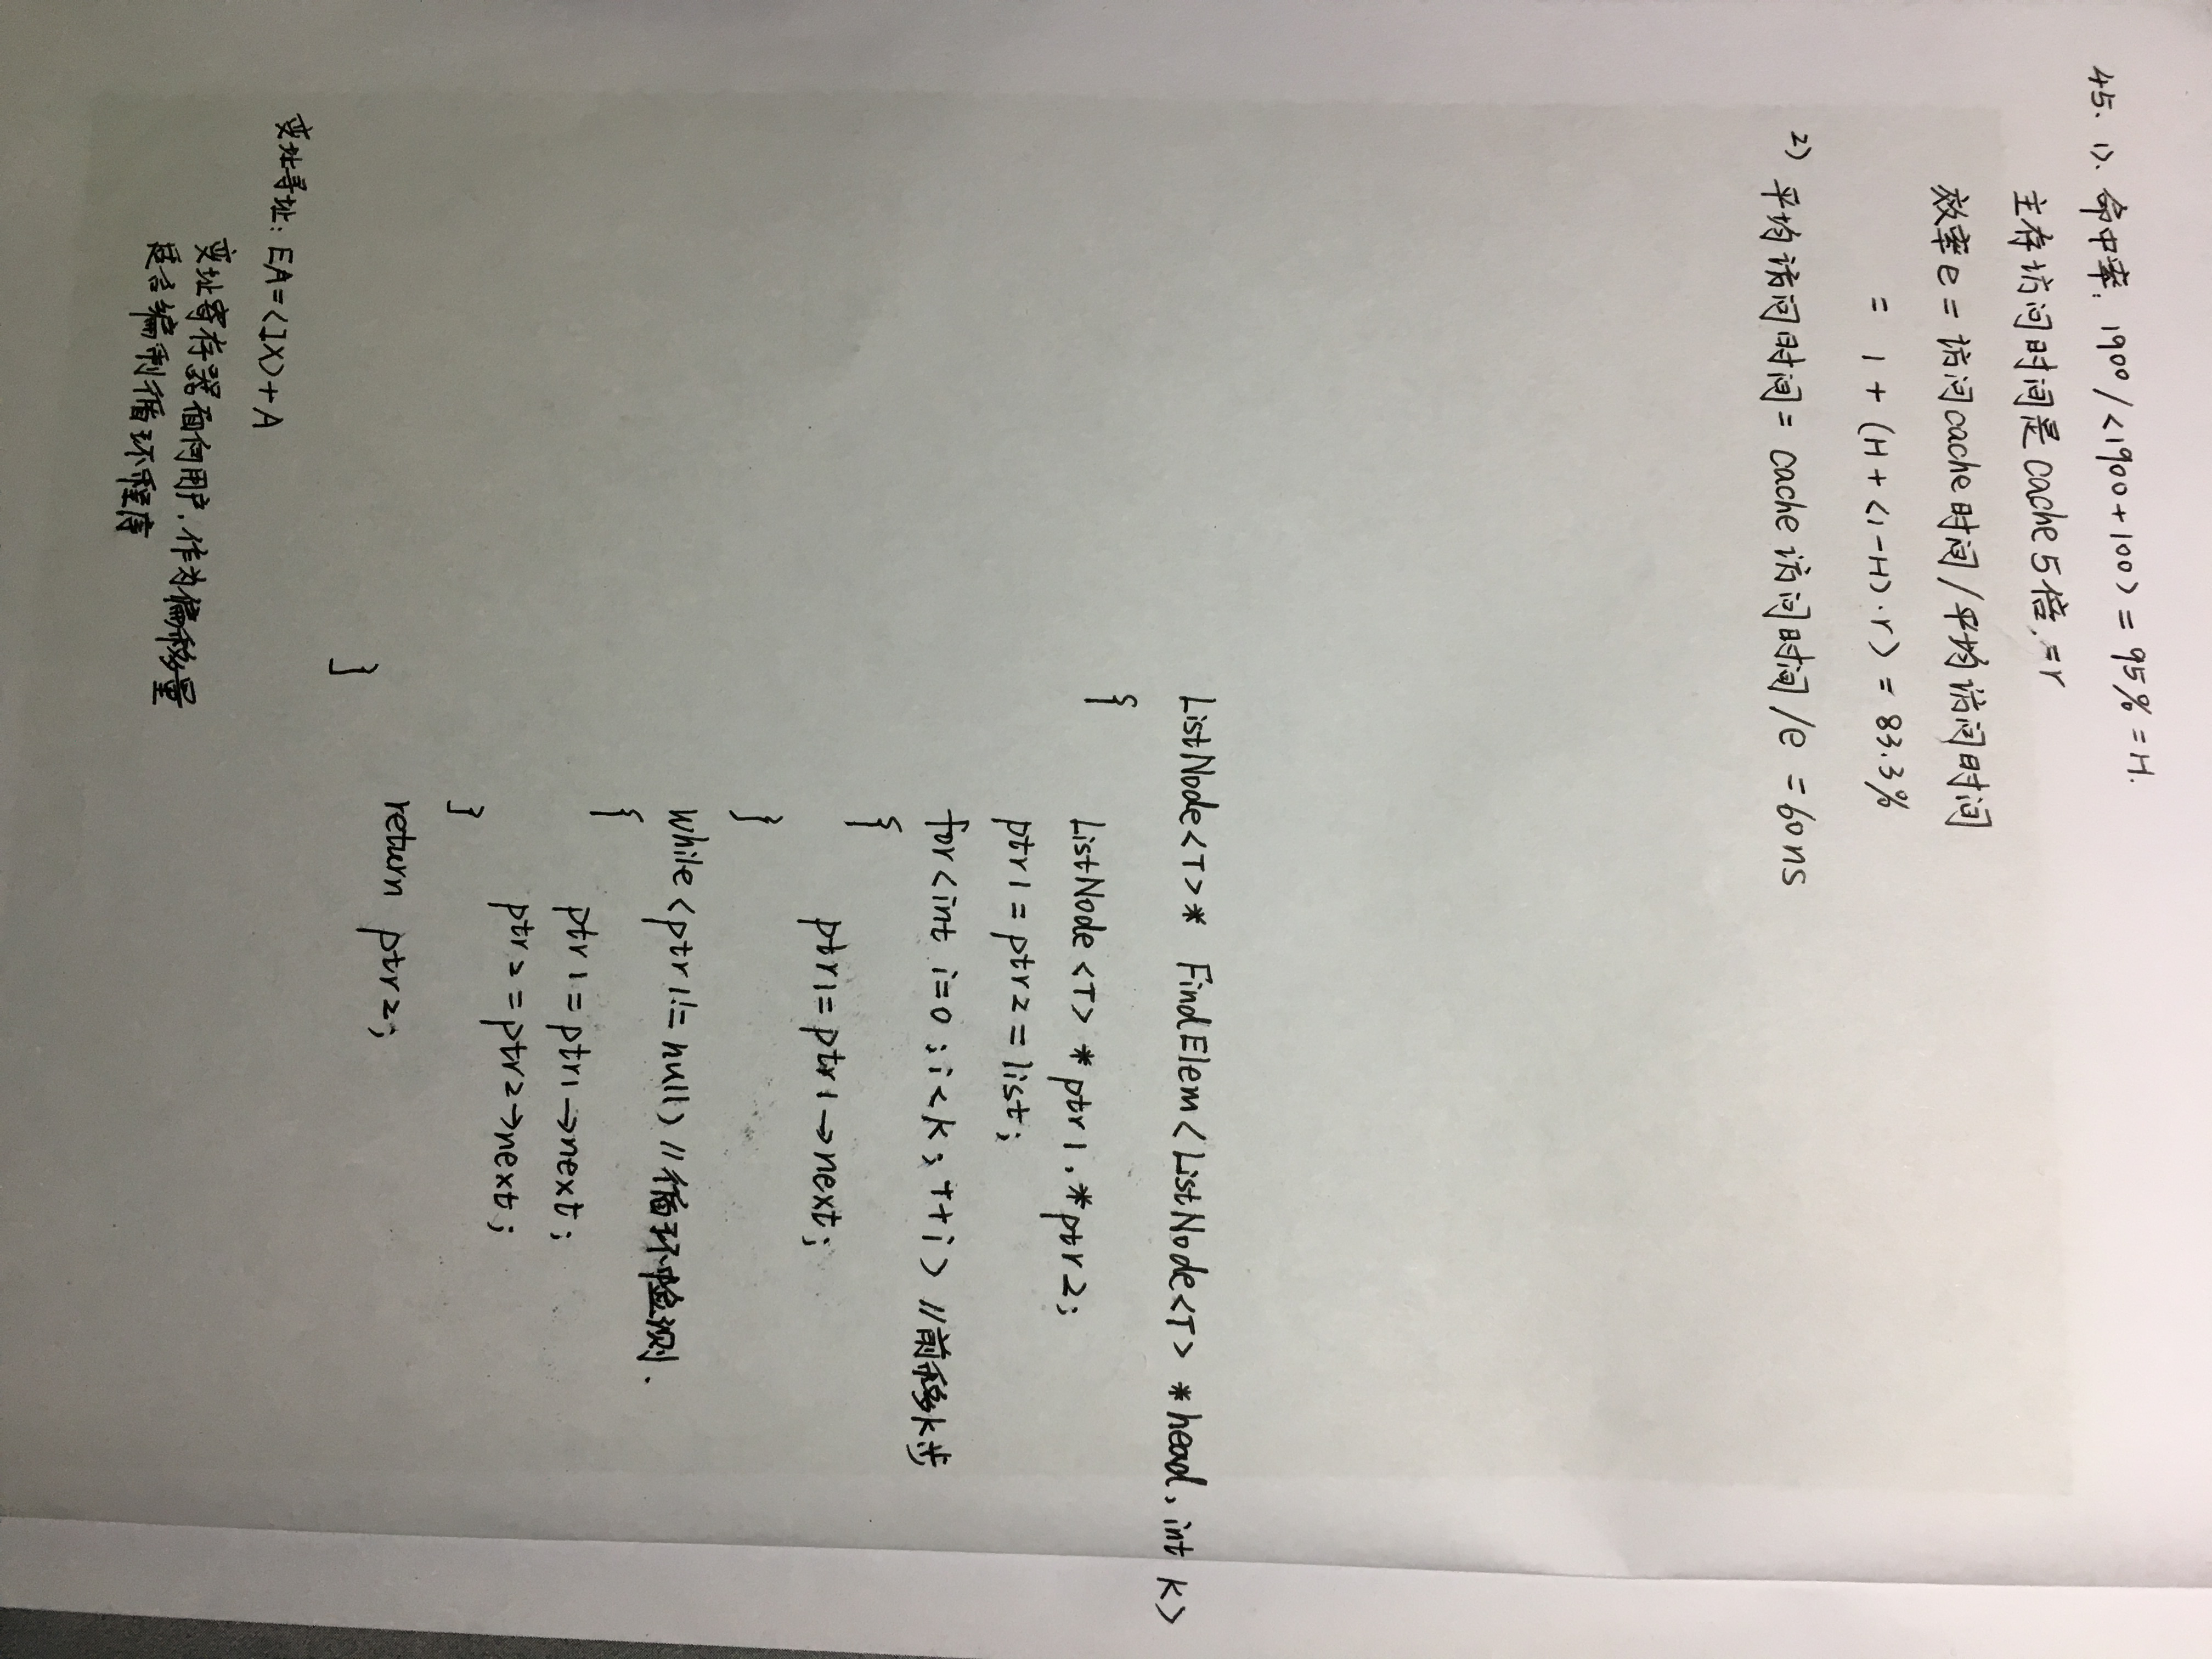 45. 1). 命中率: 1900/<1900+100> = 95% = H.
主存访问时间是cache 5倍, =r
效率e = 访问cache时间/平均访问时间
= 1 + (H+<1-H)·r) = 83.3%
2) 平均访问时间 = cache 访问时间/e = 60ns
ListNode<T>* FindElem<ListNode<T> *head, int K>
{
ListNode<T> *ptr1, *ptr2;
ptr1=ptr2=list;
for<int i=0;i<K;++i> //前移K步
{
ptr1=ptr1→next;
}
while<ptr1!=null) //循环中检测.
{
ptr1=ptr1→next;
ptr2=ptr2→next;
}
return ptr2;
}
变址寻址: EA=<IX>+A
变址寄存器面向用户,作为偏移量
适合编制循环程序